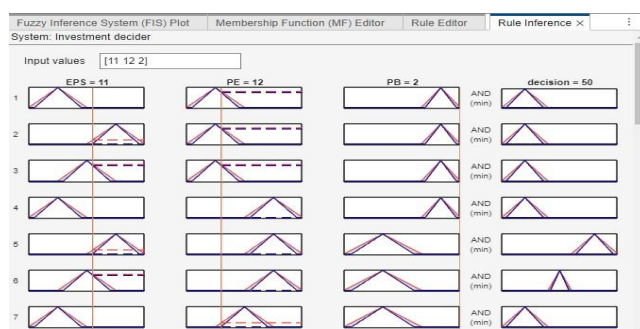 Fuzzy Inference System (FIS) Plot Membership Function (MF) Editor Rule Editor Rule Inference ×
System: Investment decider
Input values [11 12 2]
EPS = 11 PE = 12 PB = 2 decision = 50
1 AND
(min)
2 AND
(min)
3 AND
(min)
4 AND
(min)
5 AND
(min)
6 AND
(min)
7 AND
(min)